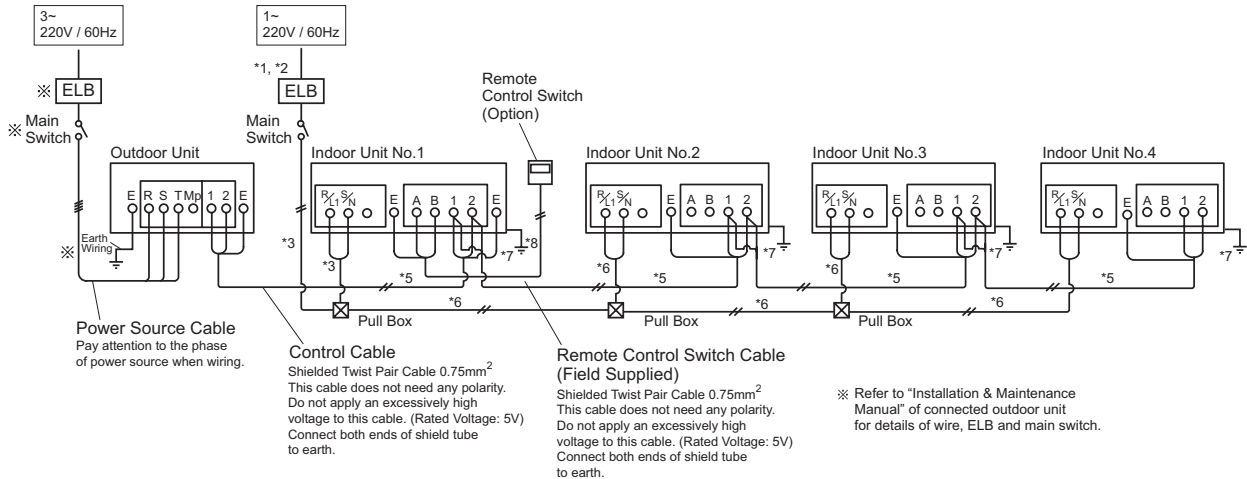 3~
220V / 60Hz
1~
220V / 60Hz
※ ELB
*1, *2
ELB
※ Main
Switch
Main
Switch
Remote
Control Switch
(Option)
Outdoor Unit
E R S T Mp 1 2 E
Indoor Unit No.1
R/L1 S/N E A B 1 2 E
Indoor Unit No.2
R/L1 S/N E A B 1 2
Indoor Unit No.3
R/L1 S/N E A B 1 2
Indoor Unit No.4
R/L1 S/N E A B 1 2
※ Earth
Wiring
*3
*3
*7
*8
*6
*7
*6
*7
*7
*5
*5
*5
*5
*6
*6
*6
Pull Box
Pull Box
Pull Box
Power Source Cable
Pay attention to the phase
of power source when wiring.
Control Cable
Shielded Twist Pair Cable 0.75mm2
This cable does not need any polarity.
Do not apply an excessively high
voltage to this cable. (Rated Voltage: 5V)
Connect both ends of shield tube
to earth.
Remote Control Switch Cable
(Field Supplied)
Shielded Twist Pair Cable 0.75mm2
This cable does not need any polarity.
Do not apply an excessively high
voltage to this cable. (Rated Voltage: 5V)
Connect both ends of shield tube
to earth.
※ Refer to “Installation & Maintenance
Manual” of connected outdoor unit
for details of wire, ELB and main switch.